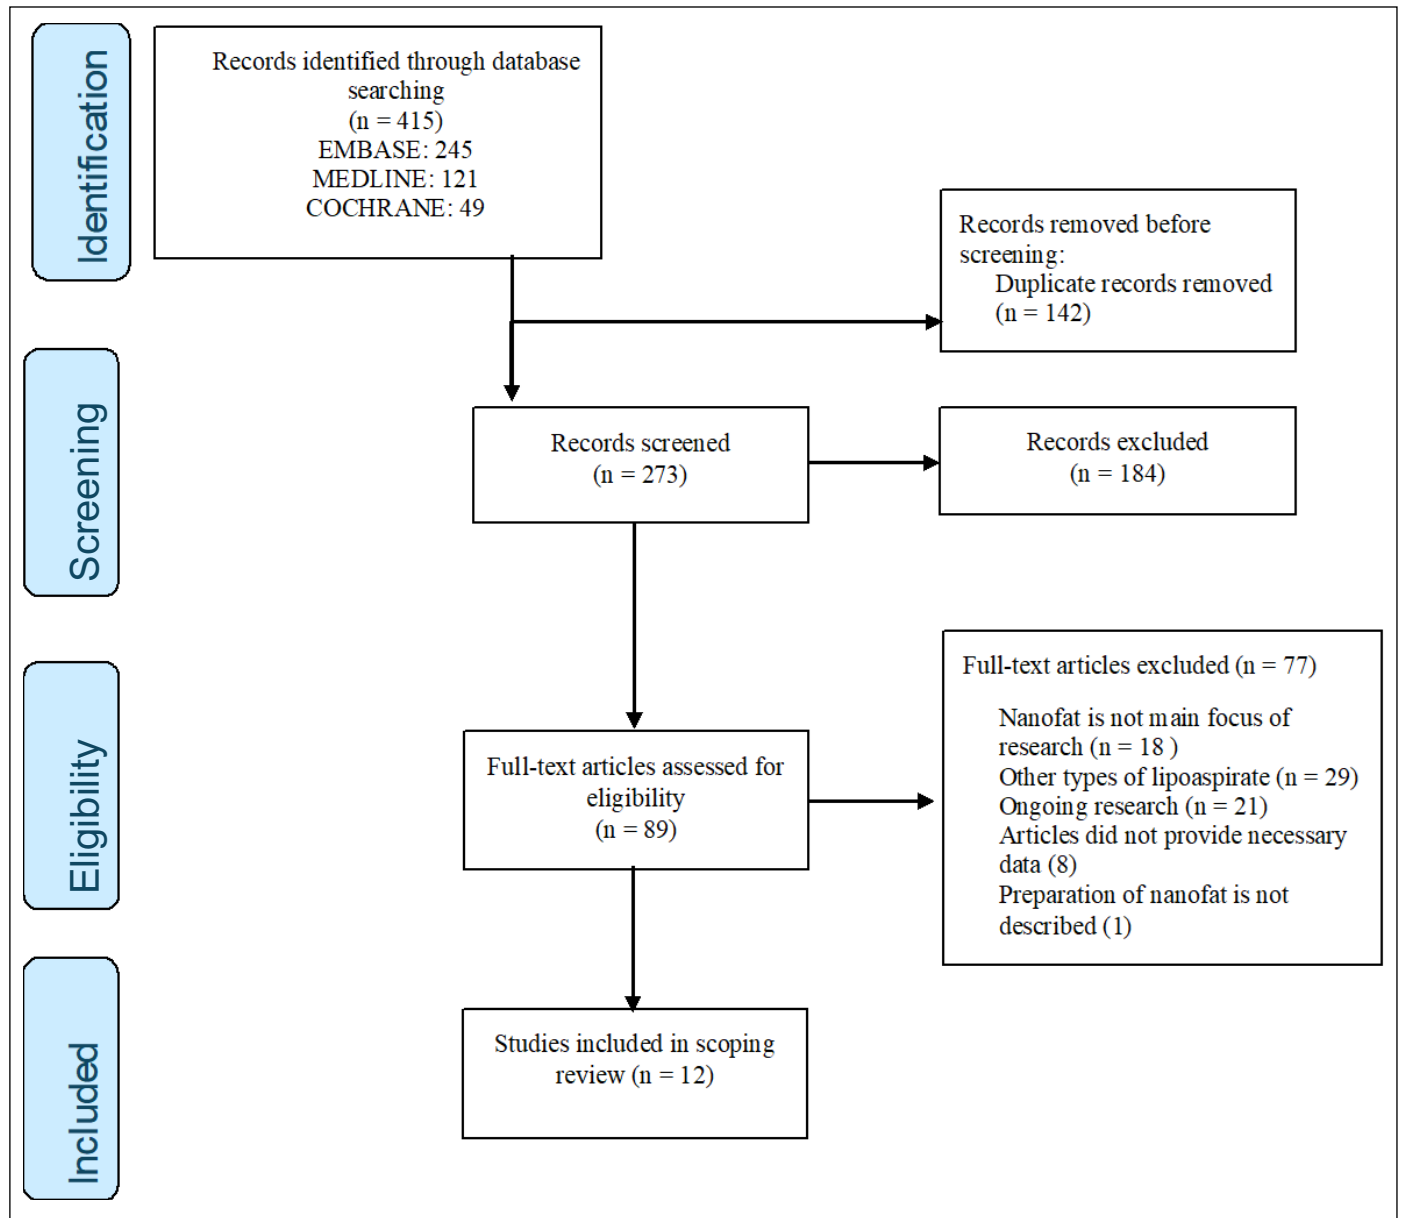 Identification
Records identified through database
searching
(n = 415)
EMBASE: 245
MEDLINE: 121
COCHRANE: 49
Records removed before
screening:
Duplicate records removed
(n = 142)
Screening
Records screened
(n = 273)
Records excluded
(n = 184)
Eligibility
Full-text articles assessed for
eligibility
(n = 89)
Full-text articles excluded (n = 77)
Nanofat is not main focus of
research (n = 18 )
Other types of lipoaspirate (n = 29)
Ongoing research (n = 21)
Articles did not provide necessary
data (8)
Preparation of nanofat is not
described (1)
Included
Studies included in scoping
review (n = 12)